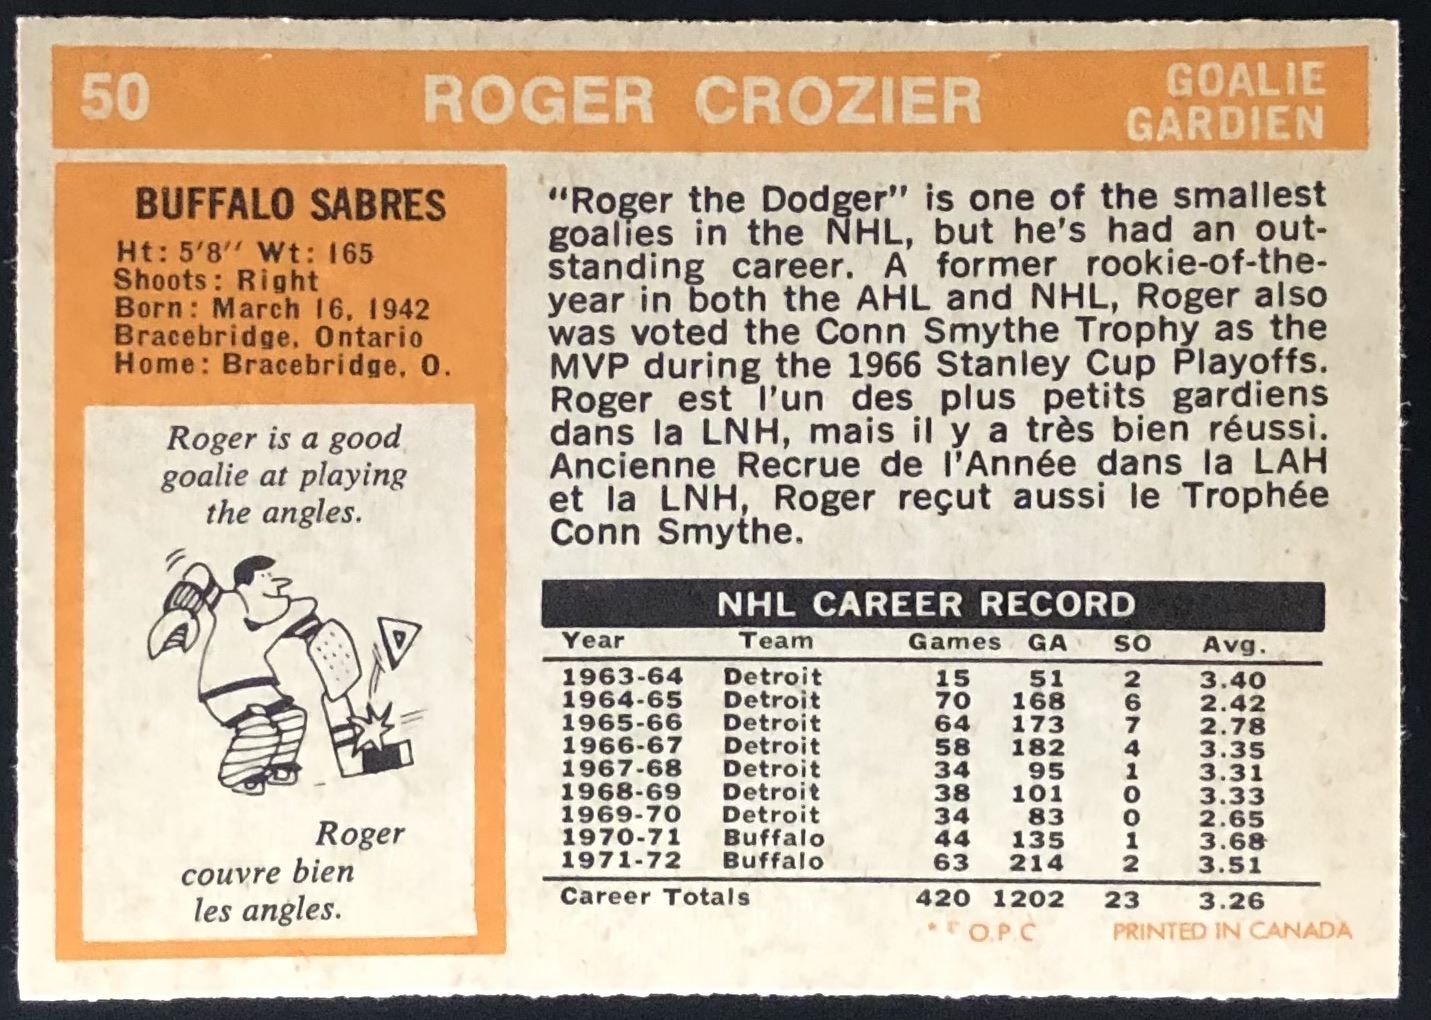 50
ROGER CROZIER
GOALIE
GARDIEN
BUFFALO SABRES
Ht: 5'8'' Wt: 165
Shoots: Right
Born: March 16, 1942
Bracebridge, Ontario
Home: Bracebridge, O.
Roger is a good
goalie at playing
the angles.
Roger
couvre bien
les angles.
"Roger the Dodger" is one of the smallest
goalies in the NHL, but he's had an out-
standing career. A former rookie-of-the-
year in both the AHL and NHL, Roger also
was voted the Conn Smythe Trophy as the
MVP during the 1966 Stanley Cup Playoffs.
Roger est l'un des plus petits gardiens
dans la LNH, mais il y a très bien réussi.
Ancienne Recrue de l'Année dans la LAH
et la LNH, Roger reçut aussi le Trophée
Conn Smythe.
NHL CAREER RECORD
Year Team Games GA SO Avg.
1963-64 Detroit 15 51 2 3.40
1964-65 Detroit 70 168 6 2.42
1965-66 Detroit 64 173 7 2.78
1966-67 Detroit 58 182 4 3.35
1967-68 Detroit 34 95 1 3.31
1968-69 Detroit 38 101 0 3.33
1969-70 Detroit 34 83 0 2.65
1970-71 Buffalo 44 135 1 3.68
1971-72 Buffalo 63 214 2 3.51
Career Totals 420 1202 23 3.26
O.P.C PRINTED IN CANADA